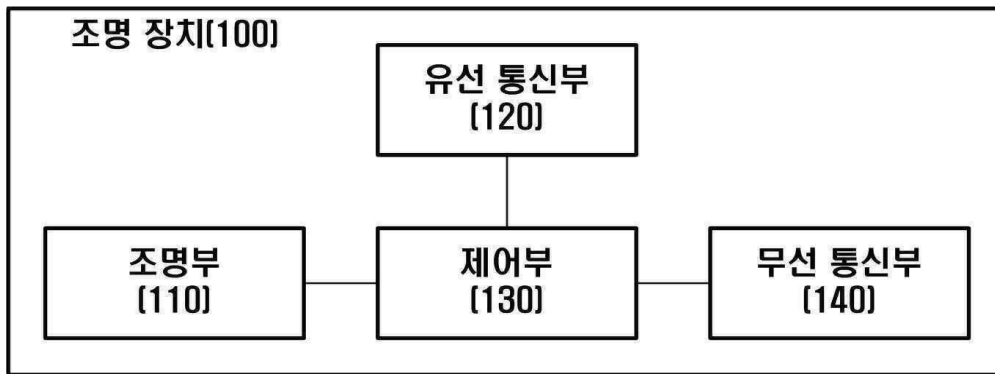 조명 장치(100)
유선 통신부
(120)
조명부
(110)
제어부
(130)
무선 통신부
(140)